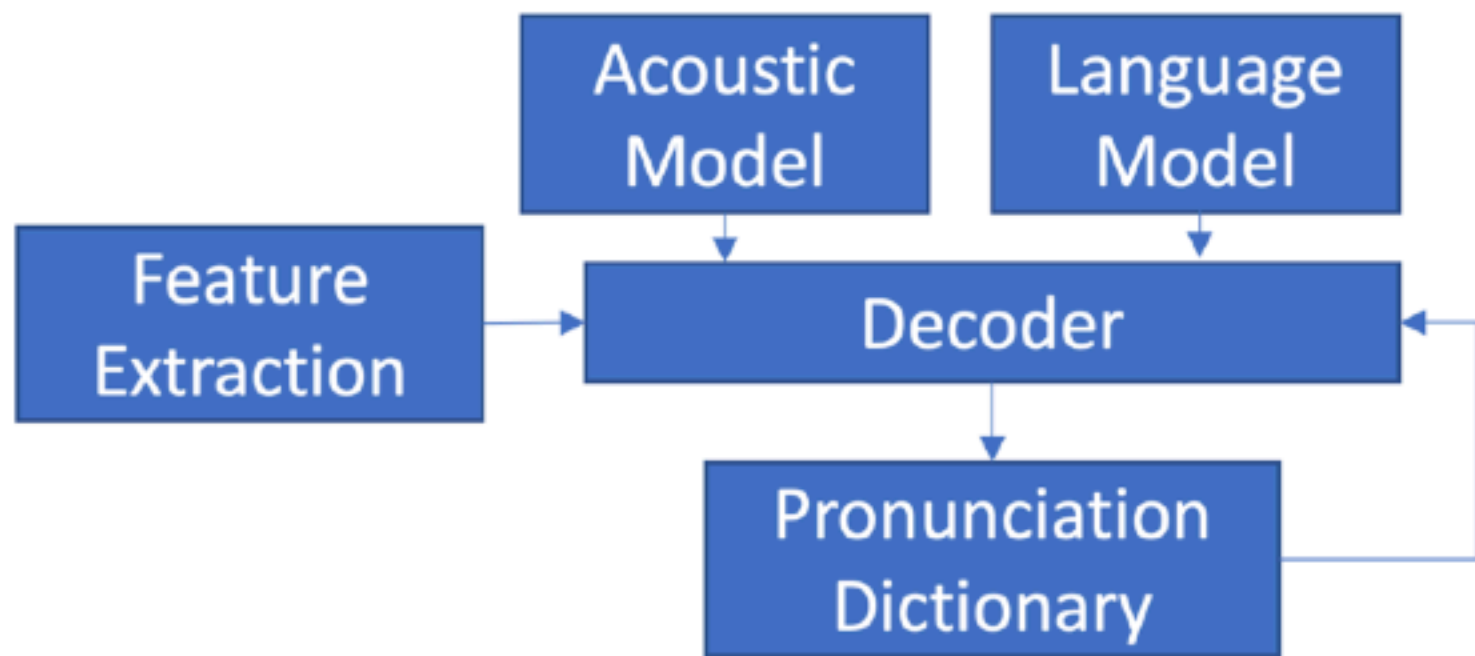 Acoustic
Model
Language
Model
Feature
Extraction
Decoder
Pronunciation
Dictionary